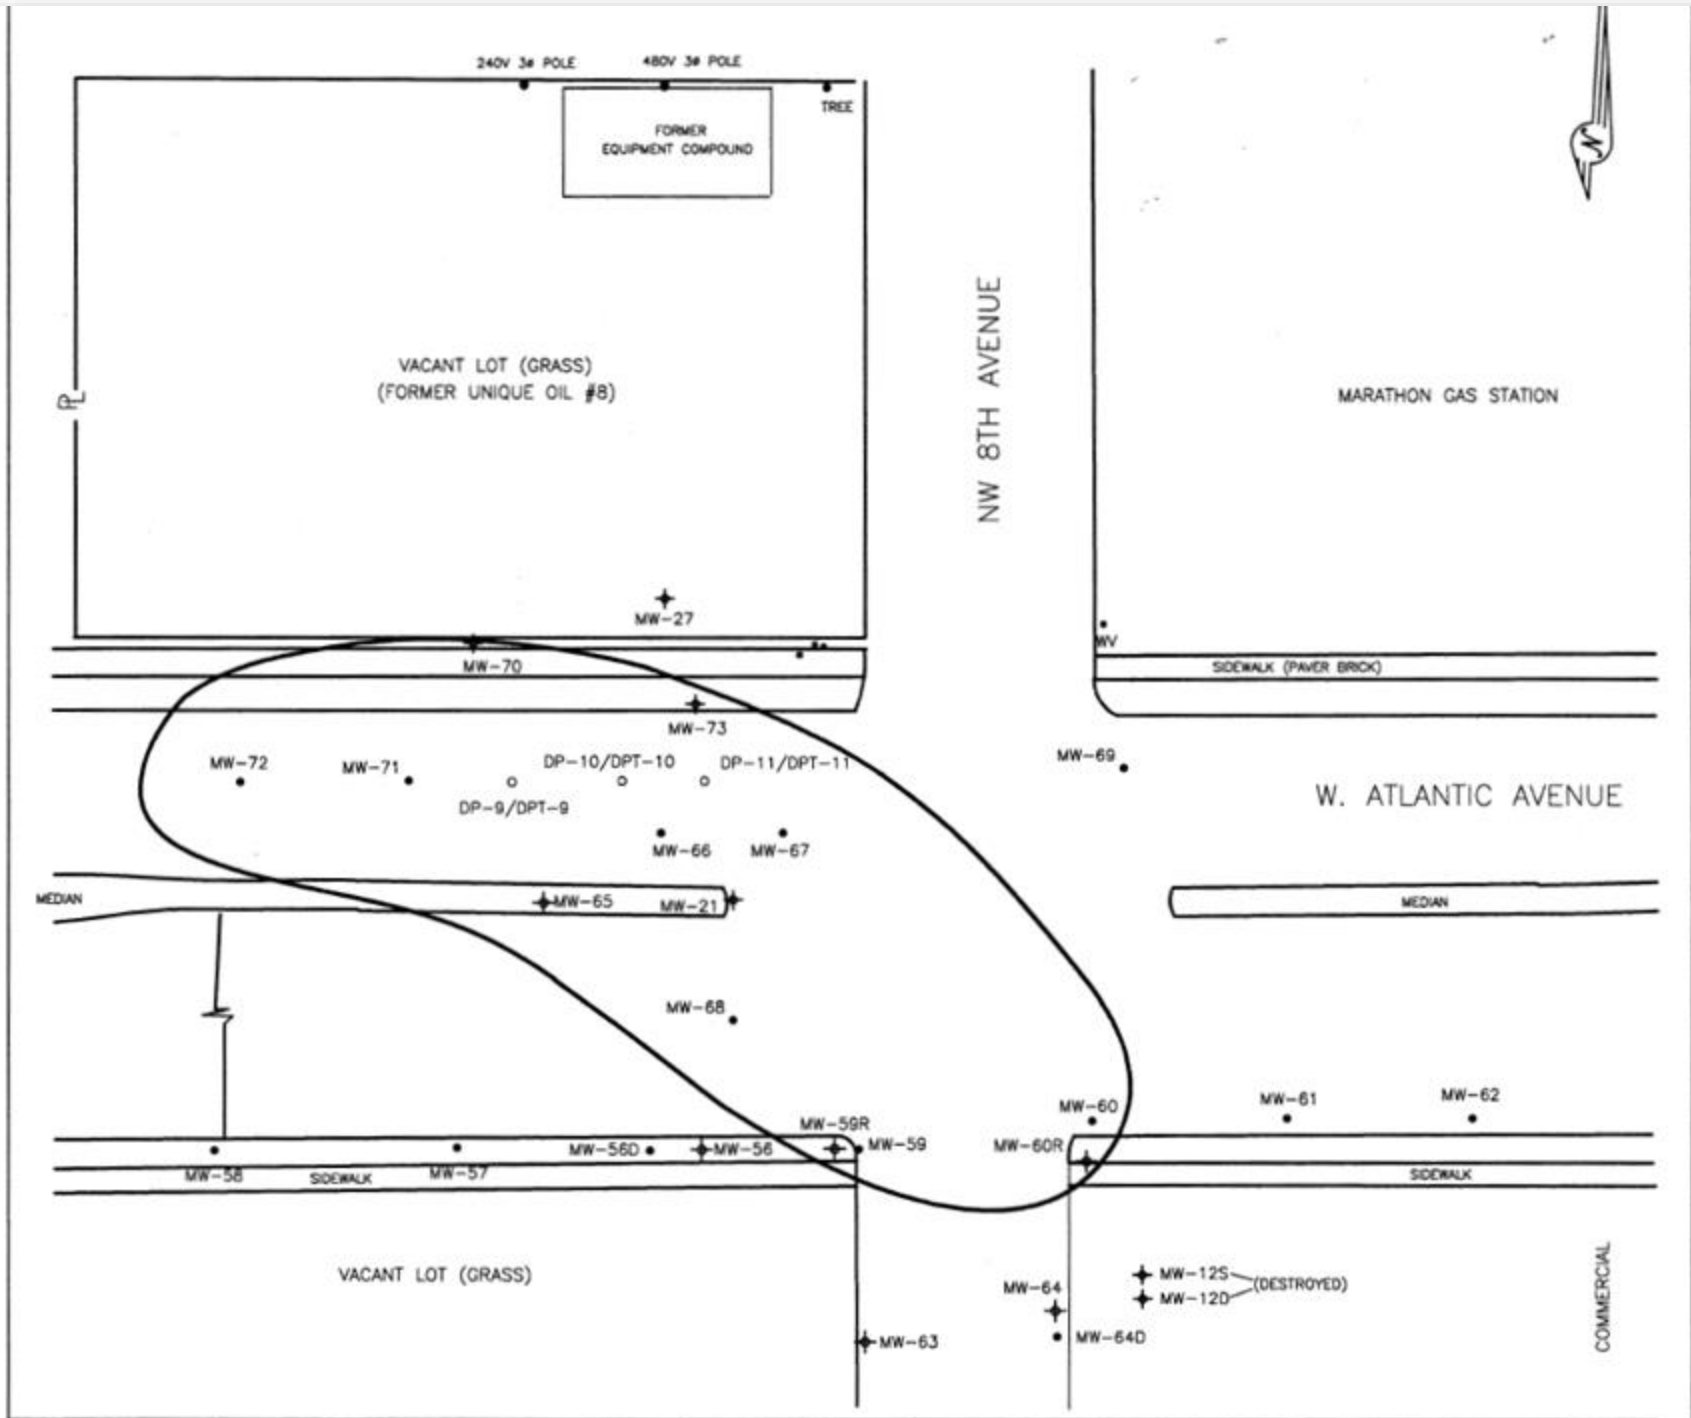 240V 3ø POLE
480V 3ø POLE
TREE
FORMER
EQUIPMENT COMPOUND
N
NW 8TH AVENUE
VACANT LOT (GRASS)
(FORMER UNIQUE OIL #8)
MARATHON GAS STATION
PL
MW-27
WV
MW-70
SIDEWALK (PAVER BRICK)
MW-73
MW-72
MW-71
DP-10/DPT-10
DP-11/DPT-11
MW-69
DP-9/DPT-9
W. ATLANTIC AVENUE
MW-66
MW-67
MEDIAN
MW-65
MW-21
MEDIAN
MW-68
MW-60
MW-61
MW-62
MW-59R
MW-56D
MW-56
MW-59
MW-60R
MW-58
SIDEWALK
MW-57
SIDEWALK
VACANT LOT (GRASS)
MW-64
MW-12S
(DESTROYED)
MW-12D
MW-63
MW-64D
COMMERCIAL